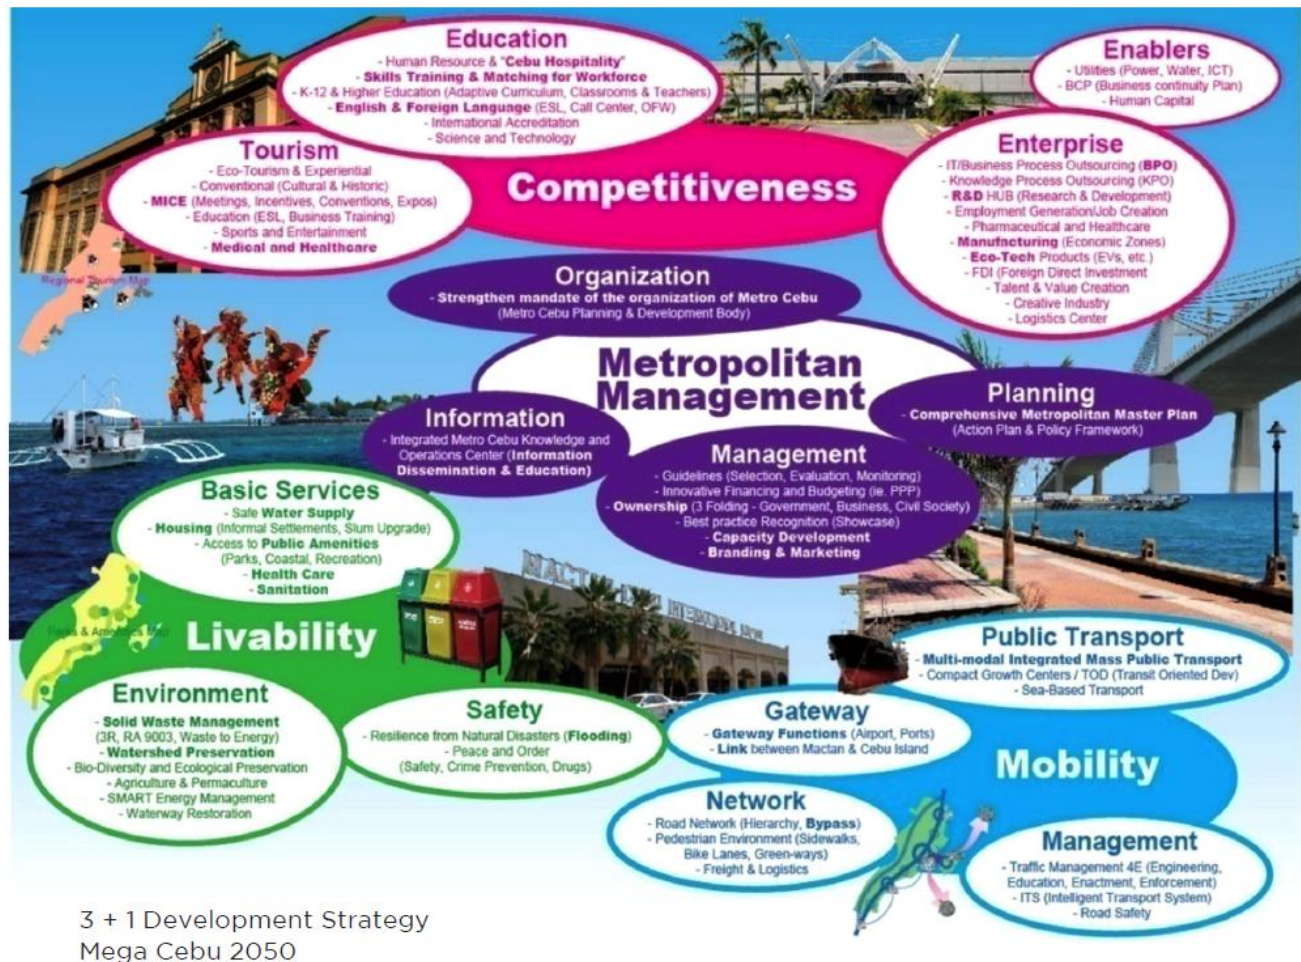 Education
- Human Resource & "Cebu Hospitality"
- Skills Training & Matching for Workforce
- K-12 & Higher Education (Adaptive Curriculum, Classrooms & Teachers)
- English & Foreign Language (ESL, Call Center, OFW)
- International Accreditation
- Science and Technology
Enablers
- Utilities (Power, Water, ICT)
- BCP (Business continuity Plan)
- Human Capital
Tourism
- Eco-Tourism & Experiential
- Conventional (Cultural & Historic)
- MICE (Meetings, Incentives, Conventions, Expos)
- Education (ESL, Business Training)
- Sports and Entertainment
- Medical and Healthcare
Competitiveness
Enterprise
- IT/Business Process Outsourcing (BPO)
- Knowledge Process Outsourcing (KPO)
- R&D HUB (Research & Development)
- Employment Generation/Job Creation
- Pharmaceutical and Healthcare
- Manufacturing (Economic Zones)
- Eco-Tech Products (EVs, etc.)
- FDI (Foreign Direct Investment
- Talent & Value Creation
- Creative Industry
- Logistics Center
Regional Tourism Map
Organization
- Strengthen mandate of the organization of Metro Cebu
(Metro Cebu Planning & Development Body)
Metropolitan
Management
Planning
- Comprehensive Metropolitan Master Plan
(Action Plan & Policy Framework)
Information
- Integrated Metro Cebu Knowledge and
Operations Center (Information
Dissemination & Education)
Management
- Guidelines (Selection, Evaluation, Monitoring)
- Innovative Financing and Budgeting (ie. PPP)
- Ownership (3 Folding - Government, Business, Civil Society)
- Best practice Recognition (Showcase)
- Capacity Development
- Branding & Marketing
Basic Services
- Safe Water Supply
- Housing (Informal Settlements, Slum Upgrade)
- Access to Public Amenities
(Parks, Coastal, Recreation)
- Health Care
- Sanitation
Livability
Environment
- Solid Waste Management
(3R, RA 9003, Waste to Energy)
- Watershed Preservation
- Bio-Diversity and Ecological Preservation
- Agriculture & Permaculture
- SMART Energy Management
- Waterway Restoration
Safety
- Resilience from Natural Disasters (Flooding)
- Peace and Order
(Safety, Crime Prevention, Drugs)
Public Transport
- Multi-modal Integrated Mass Public Transport
- Compact Growth Centers / TOD (Transit Oriented Dev)
- Sea-Based Transport
Gateway
- Gateway Functions (Airport, Ports)
- Link between Mactan & Cebu Island
Mobility
Network
- Road Network (Hierarchy, Bypass)
- Pedestrian Environment (Sidewalks,
Bike Lanes, Green-ways)
- Freight & Logistics
Management
- Traffic Management 4E (Engineering,
Education, Enactment, Enforcement)
- ITS (Intelligent Transport System)
- Road Safety
3 + 1 Development Strategy
Mega Cebu 2050